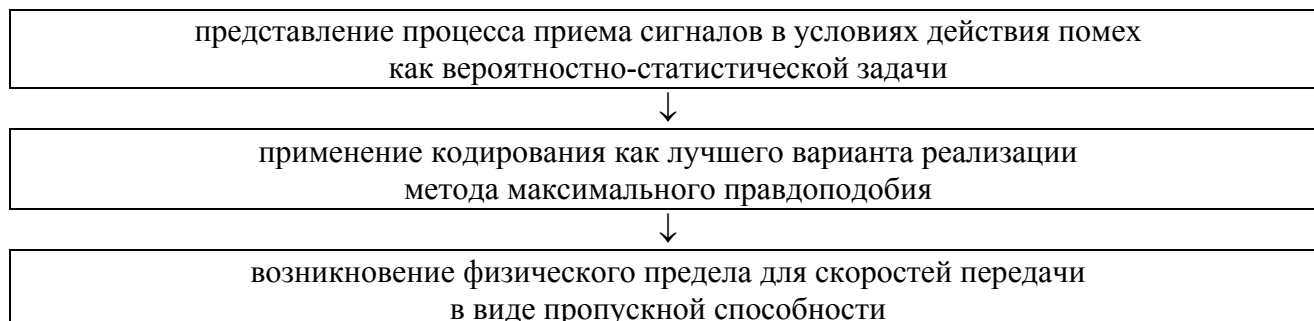 представление процесса приема сигналов в условиях действия помех
как вероятностно-статистической задачи
↓
применение кодирования как лучшего варианта реализации
метода максимального правдоподобия
↓
возникновение физического предела для скоростей передачи
в виде пропускной способности